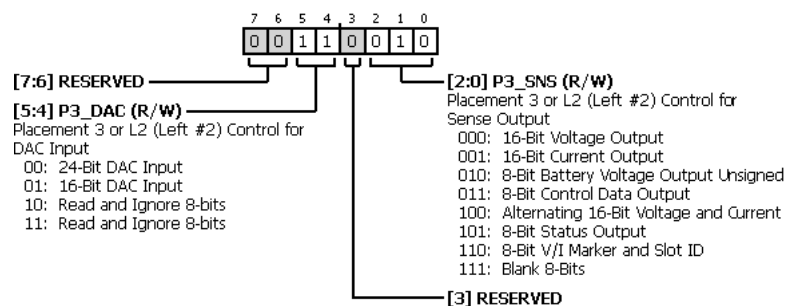 7 6 5 4 3 2 1 0
0 0 1 1 0 0 1 0
[7:6] RESERVED
[5:4] P3_DAC (R/W)
Placement 3 or L2 (Left #2) Control for
DAC Input
00: 24-Bit DAC Input
01: 16-Bit DAC Input
10: Read and Ignore 8-bits
11: Read and Ignore 8-bits
[2:0] P3_SNS (R/W)
Placement 3 or L2 (Left #2) Control for
Sense Output
000: 16-Bit Voltage Output
001: 16-Bit Current Output
010: 8-Bit Battery Voltage Output Unsigned
011: 8-Bit Control Data Output
100: Alternating 16-Bit Voltage and Current
101: 8-Bit Status Output
110: 8-Bit V/I Marker and Slot ID
111: Blank 8-Bits
[3] RESERVED